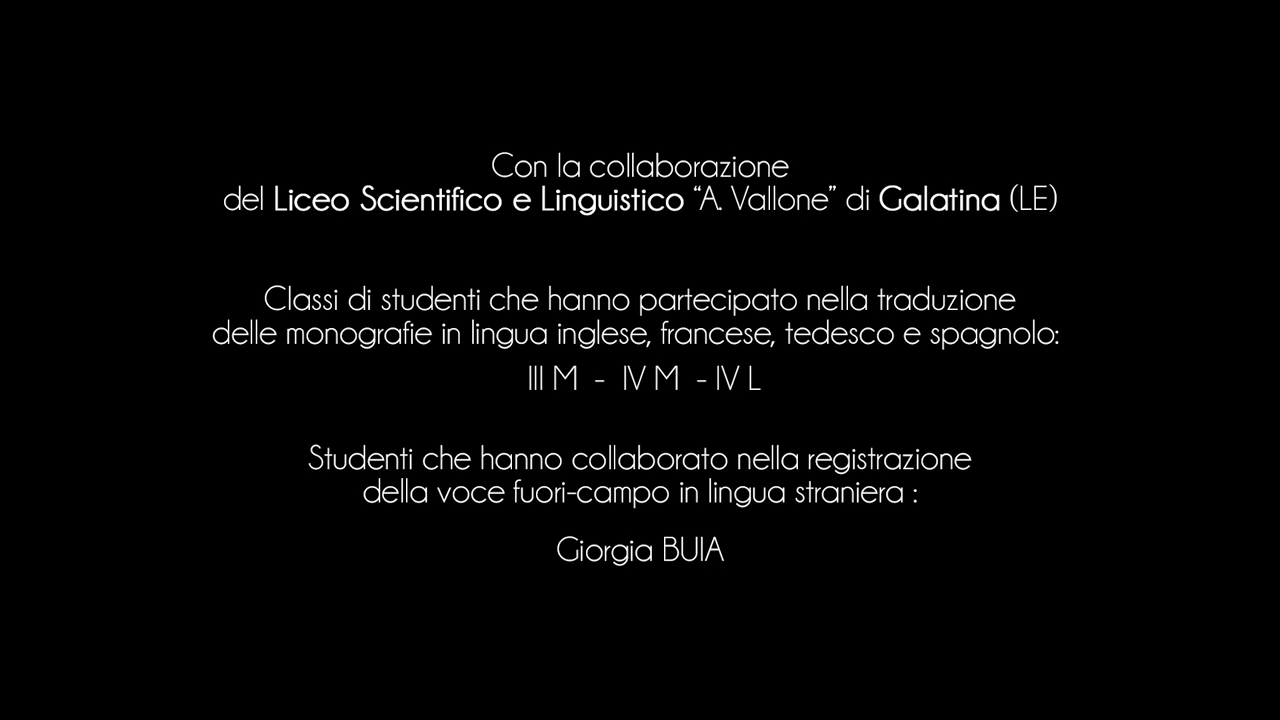 Con la collaborazione
del Liceo Scientifico e Linguistico “A. Vallone” di Galatina (LE)
Classi di studenti che hanno partecipato nella traduzione
delle monografie in lingua inglese, francese, tedesco e spagnolo:
III M - IV M - IV L
Studenti che hanno collaborato nella registrazione
della voce fuori-campo in lingua straniera :
Giorgia BUIA